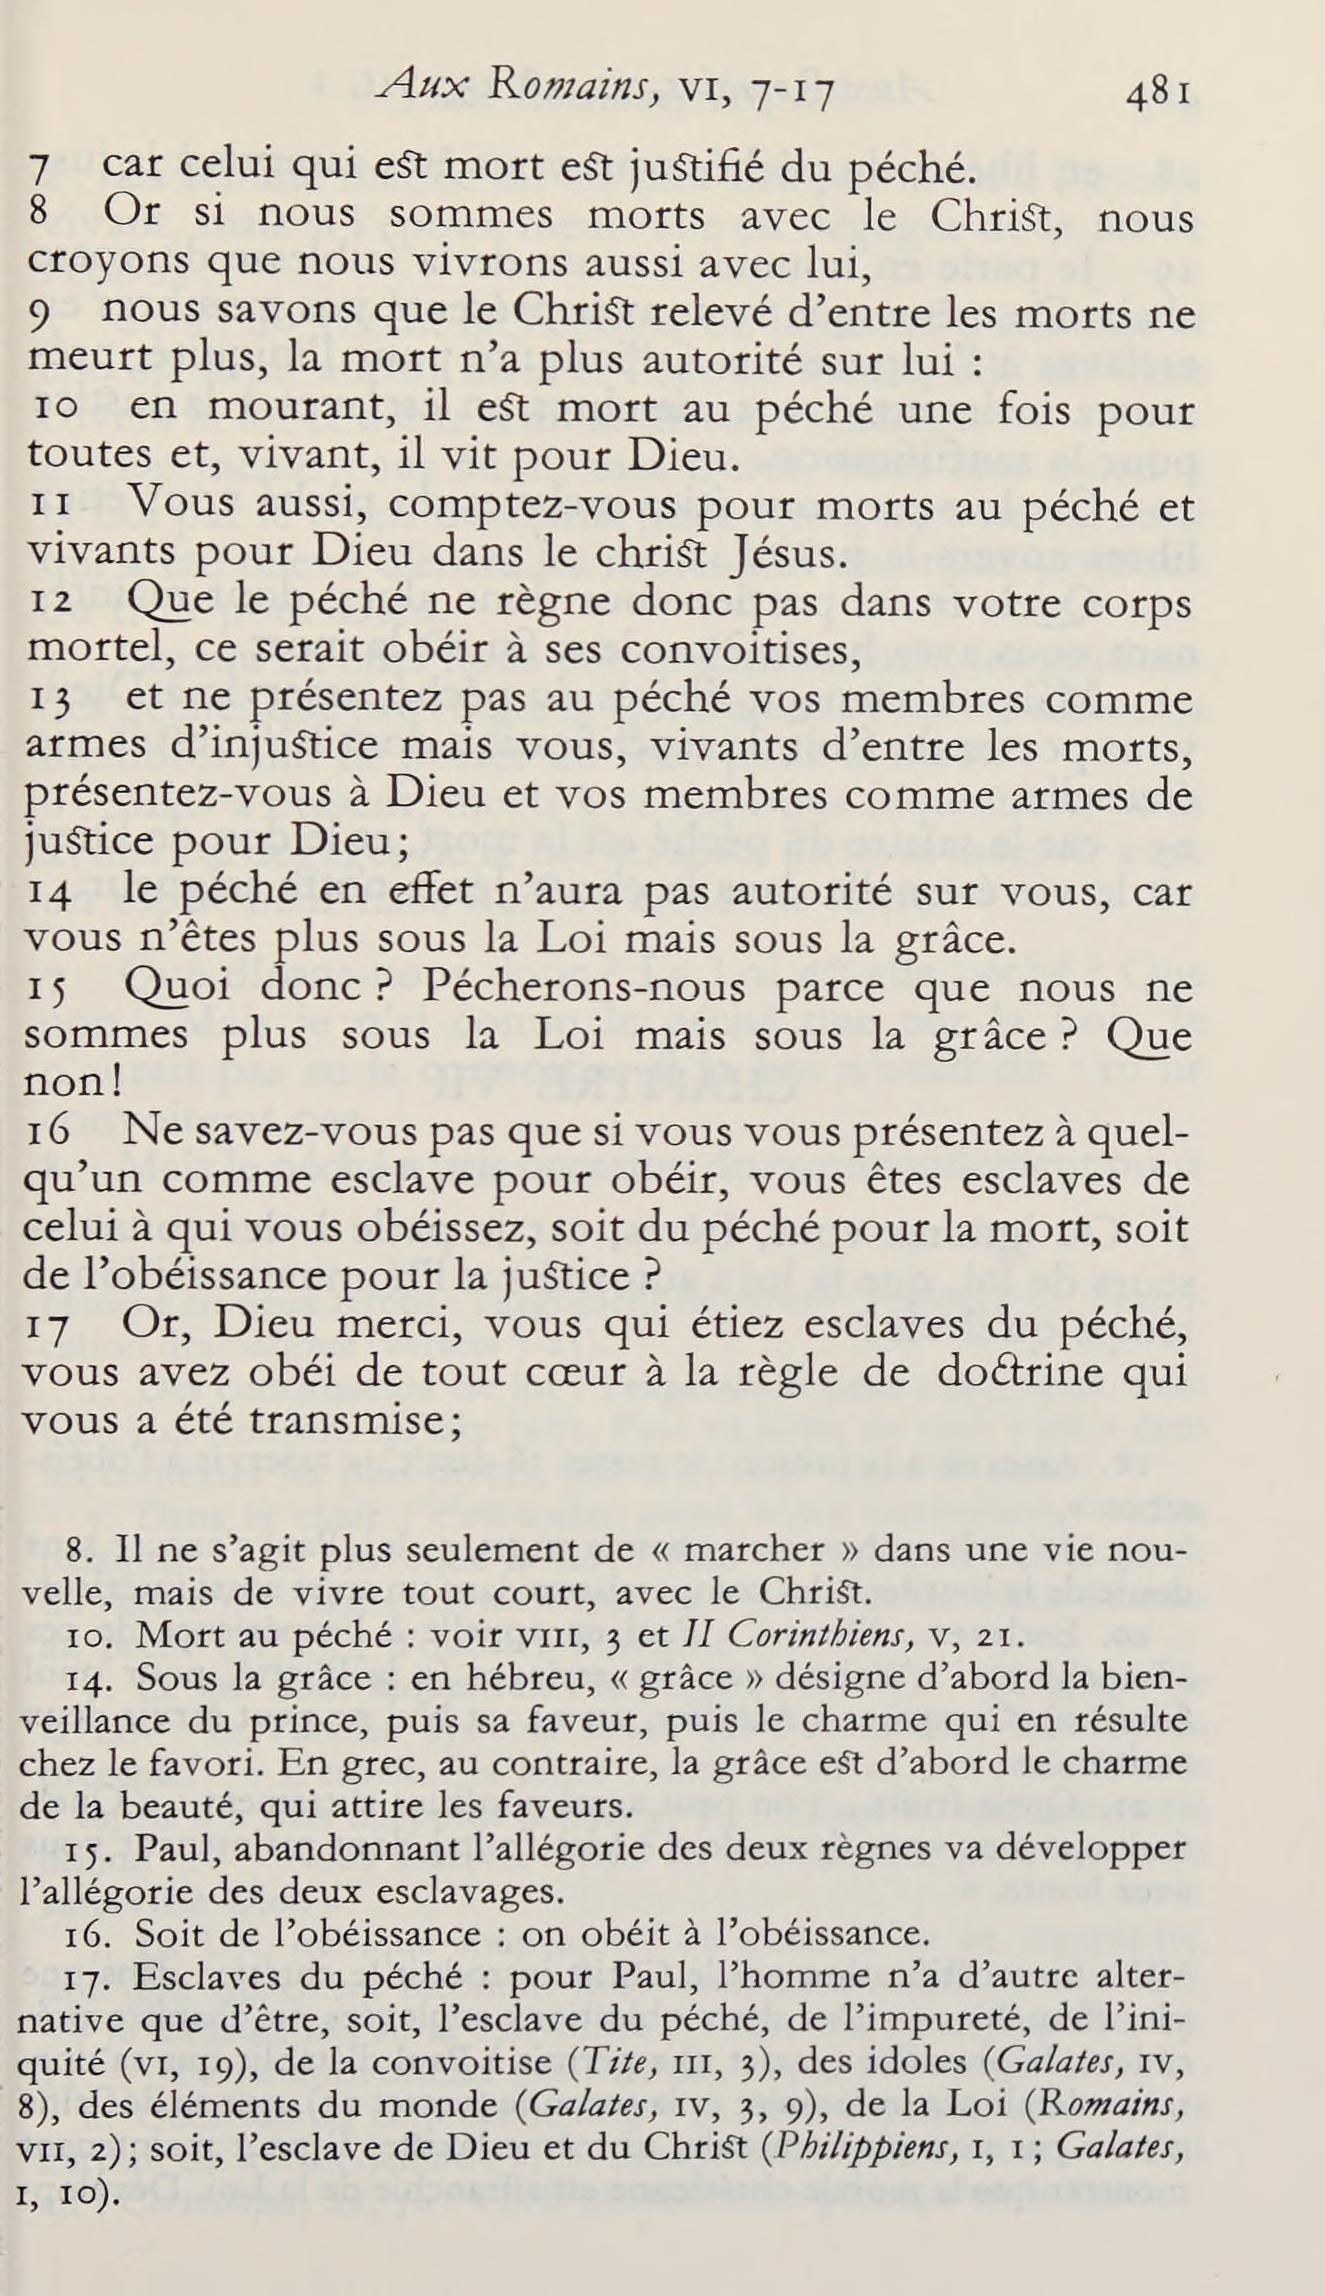 Aux Romains, VI, 7-17 481
7 car celui qui est mort est justifié du péché.
8 Or si nous sommes morts avec le Christ, nous
croyons que nous vivrons aussi avec lui,
9 nous savons que le Christ relevé d’entre les morts ne
meurt plus, la mort n’a plus autorité sur lui :
10 en mourant, il est mort au péché une fois pour
toutes et, vivant, il vit pour Dieu.
11 Vous aussi, comptez-vous pour morts au péché et
vivants pour Dieu dans le christ Jésus.
12 Que le péché ne règne donc pas dans votre corps
mortel, ce serait obéir à ses convoitises,
13 et ne présentez pas au péché vos membres comme
armes d’injustice mais vous, vivants d’entre les morts,
présentez-vous à Dieu et vos membres comme armes de
justice pour Dieu;
14 le péché en effet n’aura pas autorité sur vous, car
vous n’êtes plus sous la Loi mais sous la grâce.
15 Quoi donc ? Pécherons-nous parce que nous ne
sommes plus sous la Loi mais sous la grâce ? Que
non!
16 Ne savez-vous pas que si vous vous présentez à quel-
qu’un comme esclave pour obéir, vous êtes esclaves de
celui à qui vous obéissez, soit du péché pour la mort, soit
de l’obéissance pour la justice ?
17 Or, Dieu merci, vous qui étiez esclaves du péché,
vous avez obéi de tout cœur à la règle de doctrine qui
vous a été transmise;
8. Il ne s’agit plus seulement de « marcher » dans une vie nou-
velle, mais de vivre tout court, avec le Christ.
10. Mort au péché : voir VIII, 3 et II Corinthiens, V, 21.
14. Sous la grâce : en hébreu, « grâce » désigne d’abord la bien-
veillance du prince, puis sa faveur, puis le charme qui en résulte
chez le favori. En grec, au contraire, la grâce est d’abord le charme
de la beauté, qui attire les faveurs.
15. Paul, abandonnant l’allégorie des deux règnes va développer
l’allégorie des deux esclavages.
16. Soit de l’obéissance : on obéit à l’obéissance.
17. Esclaves du péché : pour Paul, l’homme n’a d’autre alter-
native que d’être, soit, l’esclave du péché, de l’impureté, de l’ini-
quité (VI, 19), de la convoitise (Tite, III, 3), des idoles (Galates, IV,
8), des éléments du monde (Galates, IV, 3, 9), de la Loi (Romains,
VII, 2); soit, l’esclave de Dieu et du Christ (Philippiens, I, 1; Galates,
I, 10).